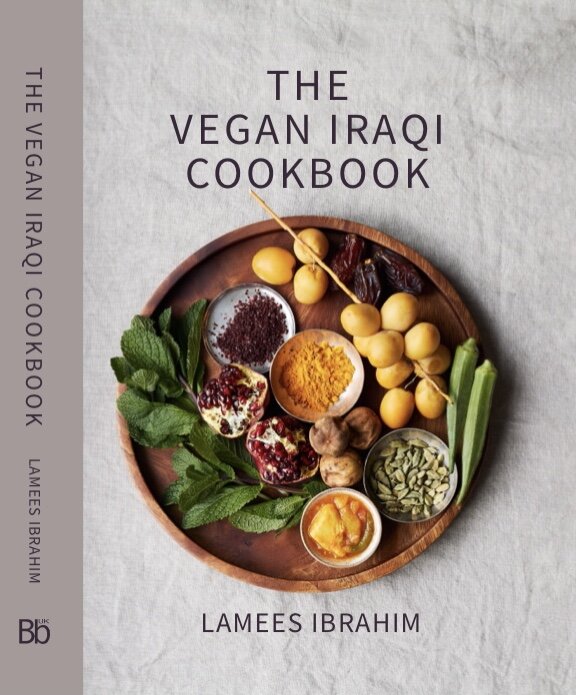 THE VEGAN IRAQI COOKBOOK
LAMEES IBRAHIM
Bb UK
THE
VEGAN IRAQI
COOKBOOK
LAMEES IBRAHIM